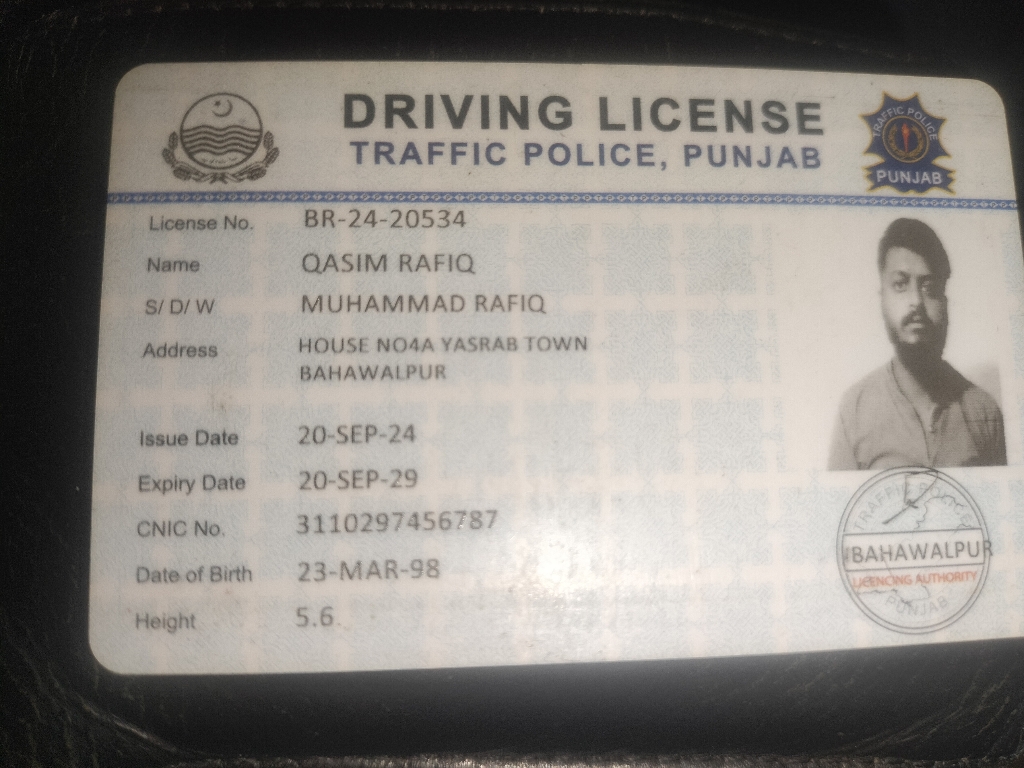 DRIVING LICENSE
TRAFFIC POLICE, PUNJAB
TRAFFIC POLICE
PUNJAB
License No. BR-24-20534
Name QASIM RAFIQ
S/ D/ W MUHAMMAD RAFIQ
Address HOUSE NO4A YASRAB TOWN
BAHAWALPUR
Issue Date 20-SEP-24
Expiry Date 20-SEP-29
CNIC No. 3110297456787
Date of Birth 23-MAR-98
Height 5.6
TRAFFIC POLICE
BAHAWALPUR
LICENCING AUTHORITY
PUNJAB